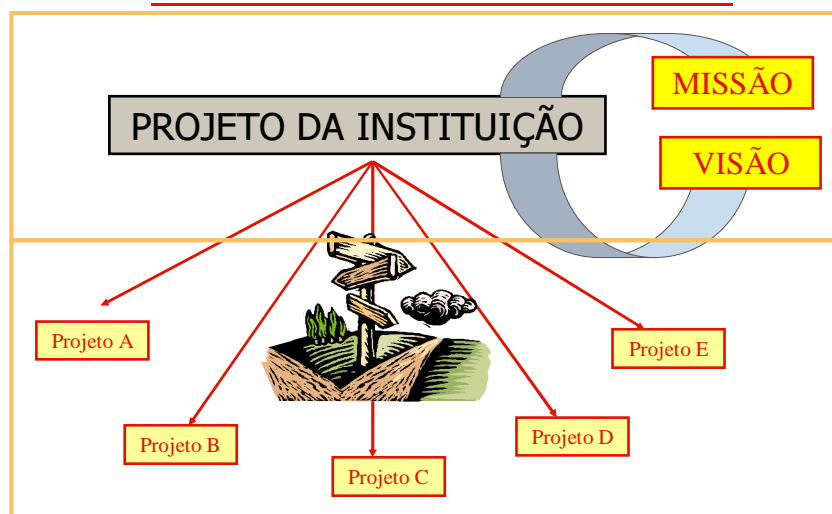 MISSÃO
PROJETO DA INSTITUIÇÃO
VISÃO
Projeto A
Projeto E
Projeto B
Projeto D
Projeto C